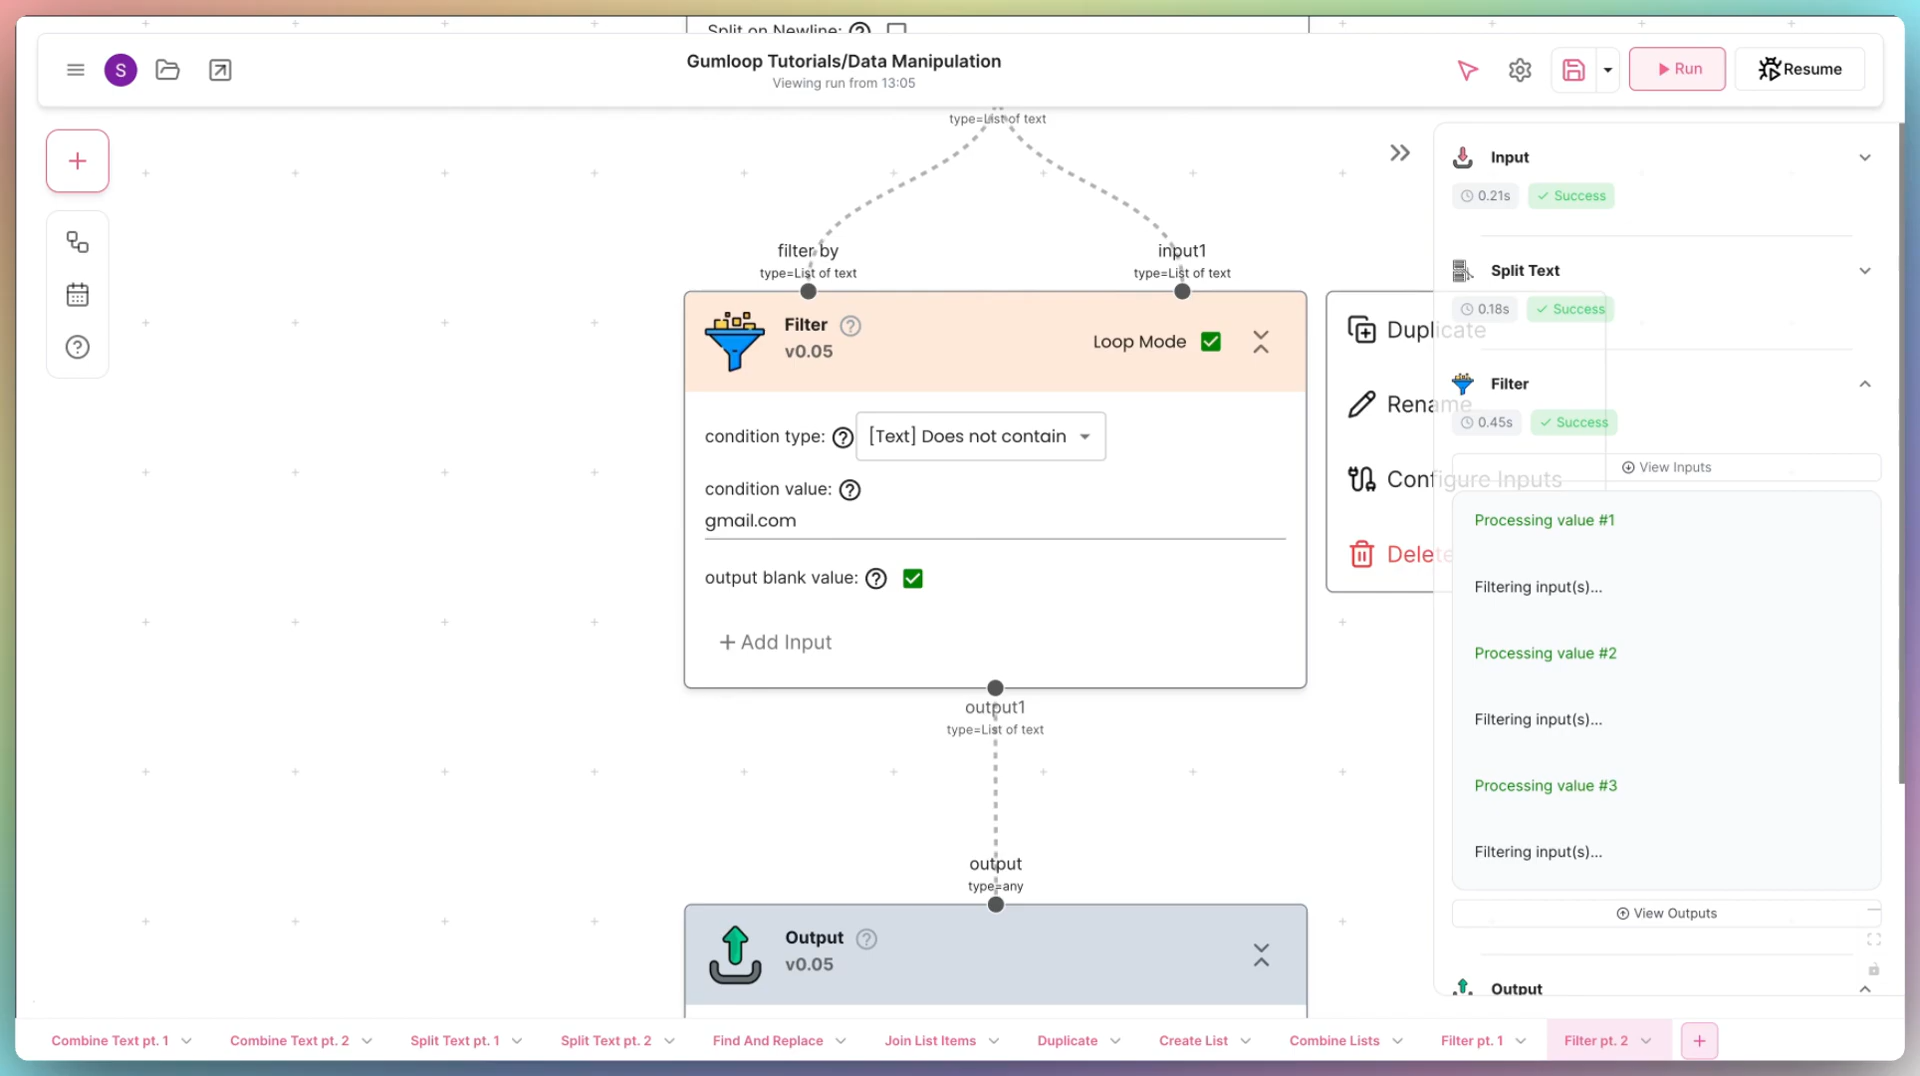 Split on Newline:
Gumloop Tutorials/Data Manipulation
Viewing run from 13:05
S
Run
Resume
type=List of text
filter by
type=List of text
input1
type=List of text
Filter
v0.05
Loop Mode
condition type:
[Text] Does not contain
condition value:
gmail.com
output blank value:
+ Add Input
output1
type=List of text
output
type=any
Output
v0.05
Duplicate
Rename
Configure Inputs
Delete
Input
0.21s
Success
Split Text
0.18s
Success
Filter
0.45s
Success
View Inputs
Processing value #1
Filtering input(s)...
Processing value #2
Filtering input(s)...
Processing value #3
Filtering input(s)...
View Outputs
Output
Combine Text pt. 1
Combine Text pt. 2
Split Text pt. 1
Split Text pt. 2
Find And Replace
Join List Items
Duplicate
Create List
Combine Lists
Filter pt. 1
Filter pt. 2